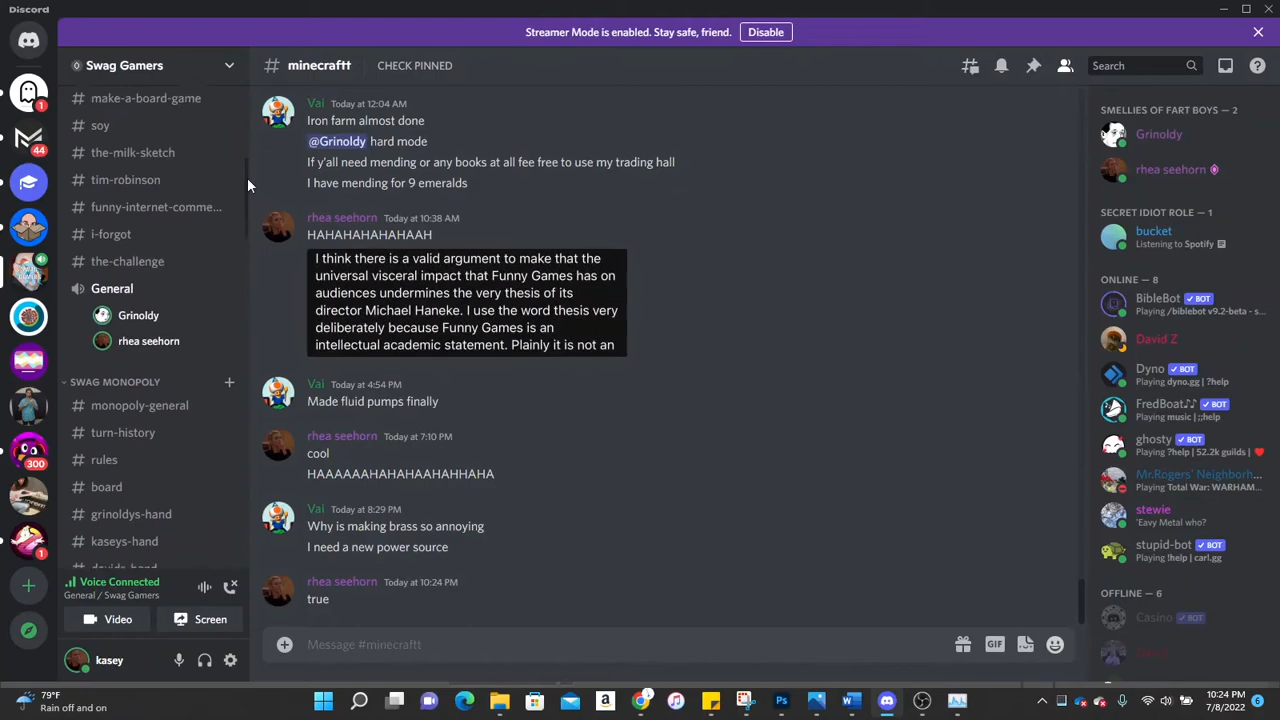 Discord
Streamer Mode is enabled. Stay safe, friend.
Disable
Swag Gamers
# minecraftt
CHECK PINNED
Search
1
44
300
1
# make-a-board-game
# soy
# the-milk-sketch
# tim-robinson
# funny-internet-comme...
# i-forgot
# the-challenge
General
Grinoldy
rhea seehorn
SWAG MONOPOLY
# monopoly-general
# turn-history
# rules
# board
# grinoldys-hand
# kaseys-hand
Voice Connected
General / Swag Gamers
Video
Screen
kasey
Val Today at 12:04 AM
Iron farm almost done
@Grinoldy hard mode
If y'all need mending or any books at all fee free to use my trading hall
I have mending for 9 emeralds
rhea seehorn Today at 10:38 AM
HAHAHAHAHAHAAH
I think there is a valid argument to make that the
universal visceral impact that Funny Games has on
audiences undermines the very thesis of its
director Michael Haneke. I use the word thesis very
deliberately because Funny Games is an
intellectual academic statement. Plainly it is not an
Val Today at 4:54 PM
Made fluid pumps finally
rhea seehorn Today at 7:10 PM
cool
HAAAAAAHAHAHAAHAHHAHA
Val Today at 8:29 PM
Why is making brass so annoying
I need a new power source
rhea seehorn Today at 10:24 PM
true
Message #minecraftt
GIF
SMELLIES OF FART BOYS — 2
Grinoldy
rhea seehorn
SECRET IDIOT ROLE — 1
bucket
Listening to Spotify
ONLINE — 8
BibleBot BOT
Playing /biblebot v9.2-beta - s...
David Z
Dyno BOT
Playing dyno.gg | ?help
FredBoat♪♪ BOT
Playing music | ;;help
ghosty BOT
Playing ?help | 52.2k guilds | ❤
Mr.Rogers' Neighborh...
Playing Total War: WARHAM...
stewie
'Eavy Metal who?
stupid-bot BOT
Playing !help | carl.gg
OFFLINE — 6
Casino BOT
79°F
Rain off and on
10:24 PM
7/8/2022
6